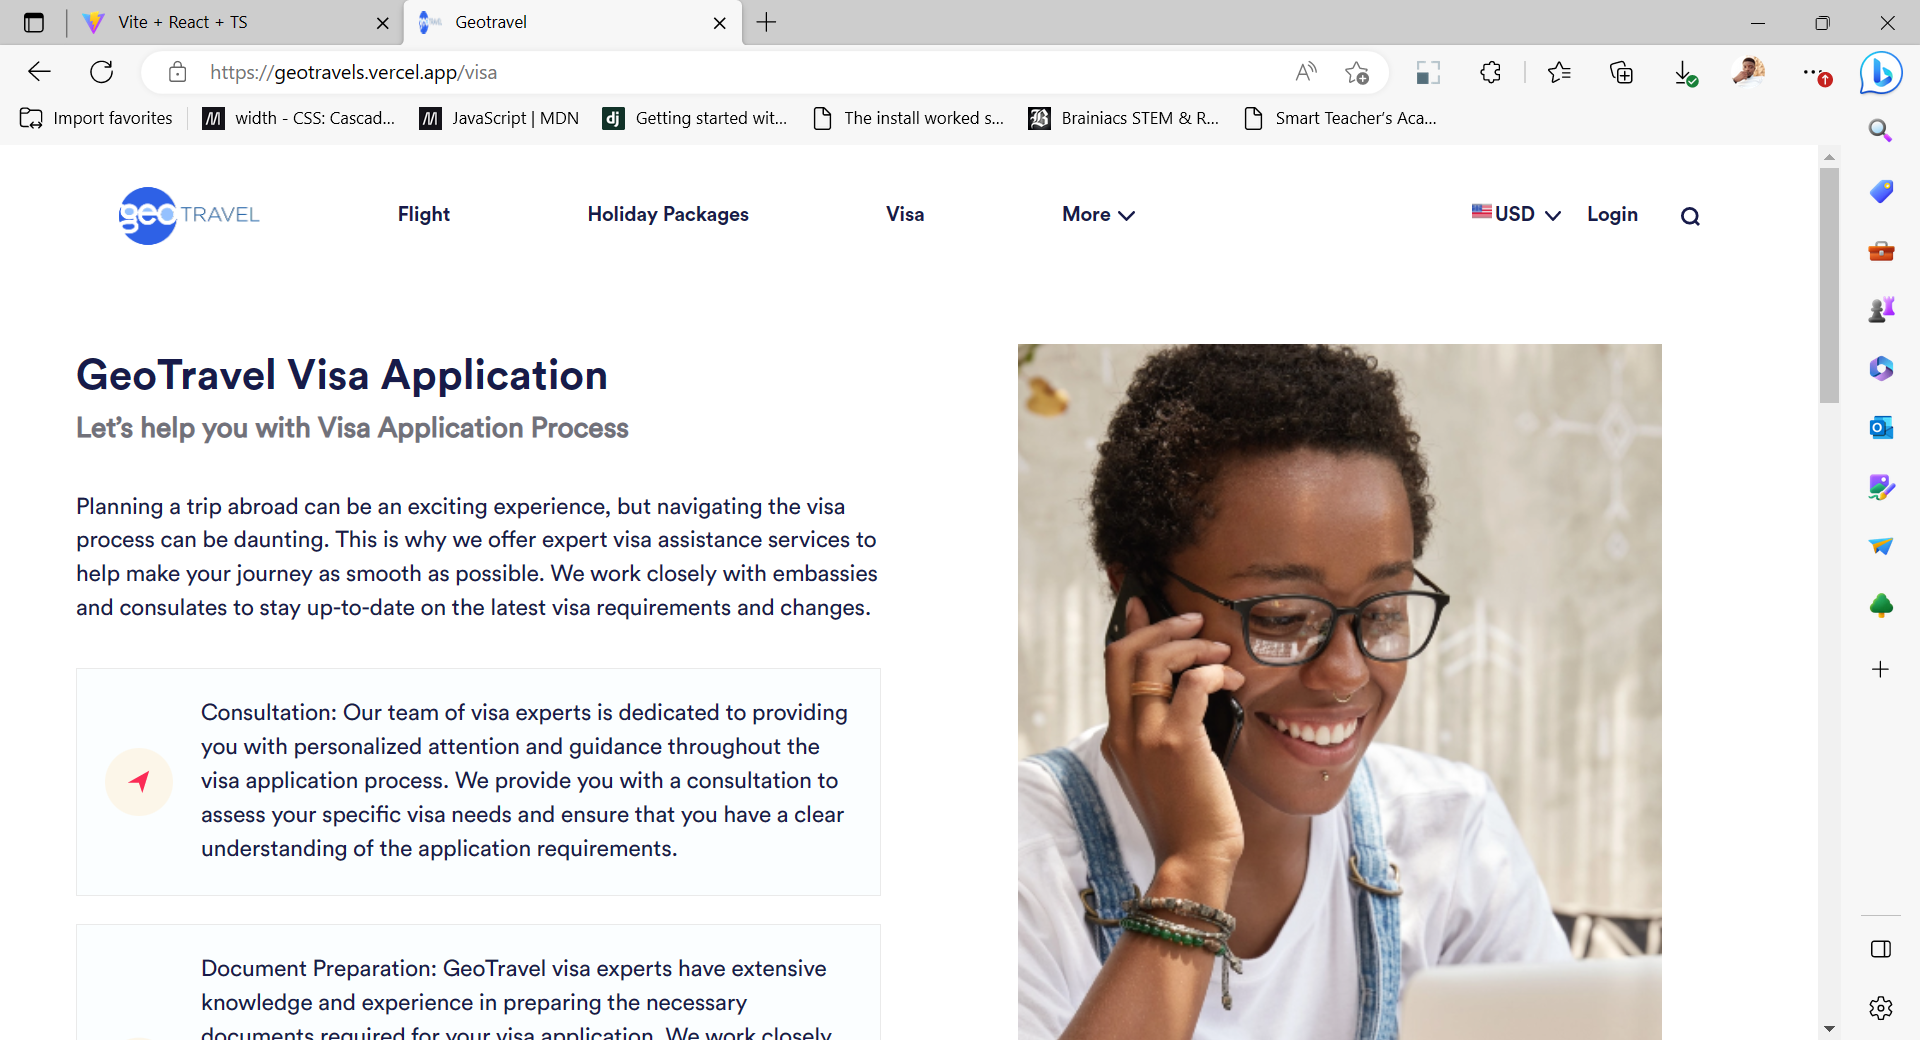 Vite + React + TS
Geotravel
https://geotravels.vercel.app/visa
Import favorites
width - CSS: Cascad...
JavaScript | MDN
Getting started wit...
The install worked s...
Brainiacs STEM & R...
Smart Teacher's Aca...
geo TRAVEL
Flight
Holiday Packages
Visa
More
USD
Login
GeoTravel Visa Application
Let’s help you with Visa Application Process
Planning a trip abroad can be an exciting experience, but navigating the visa
process can be daunting. This is why we offer expert visa assistance services to
help make your journey as smooth as possible. We work closely with embassies
and consulates to stay up-to-date on the latest visa requirements and changes.
Consultation: Our team of visa experts is dedicated to providing
you with personalized attention and guidance throughout the
visa application process. We provide you with a consultation to
assess your specific visa needs and ensure that you have a clear
understanding of the application requirements.
Document Preparation: GeoTravel visa experts have extensive
knowledge and experience in preparing the necessary
documents required for your visa application. We work closely